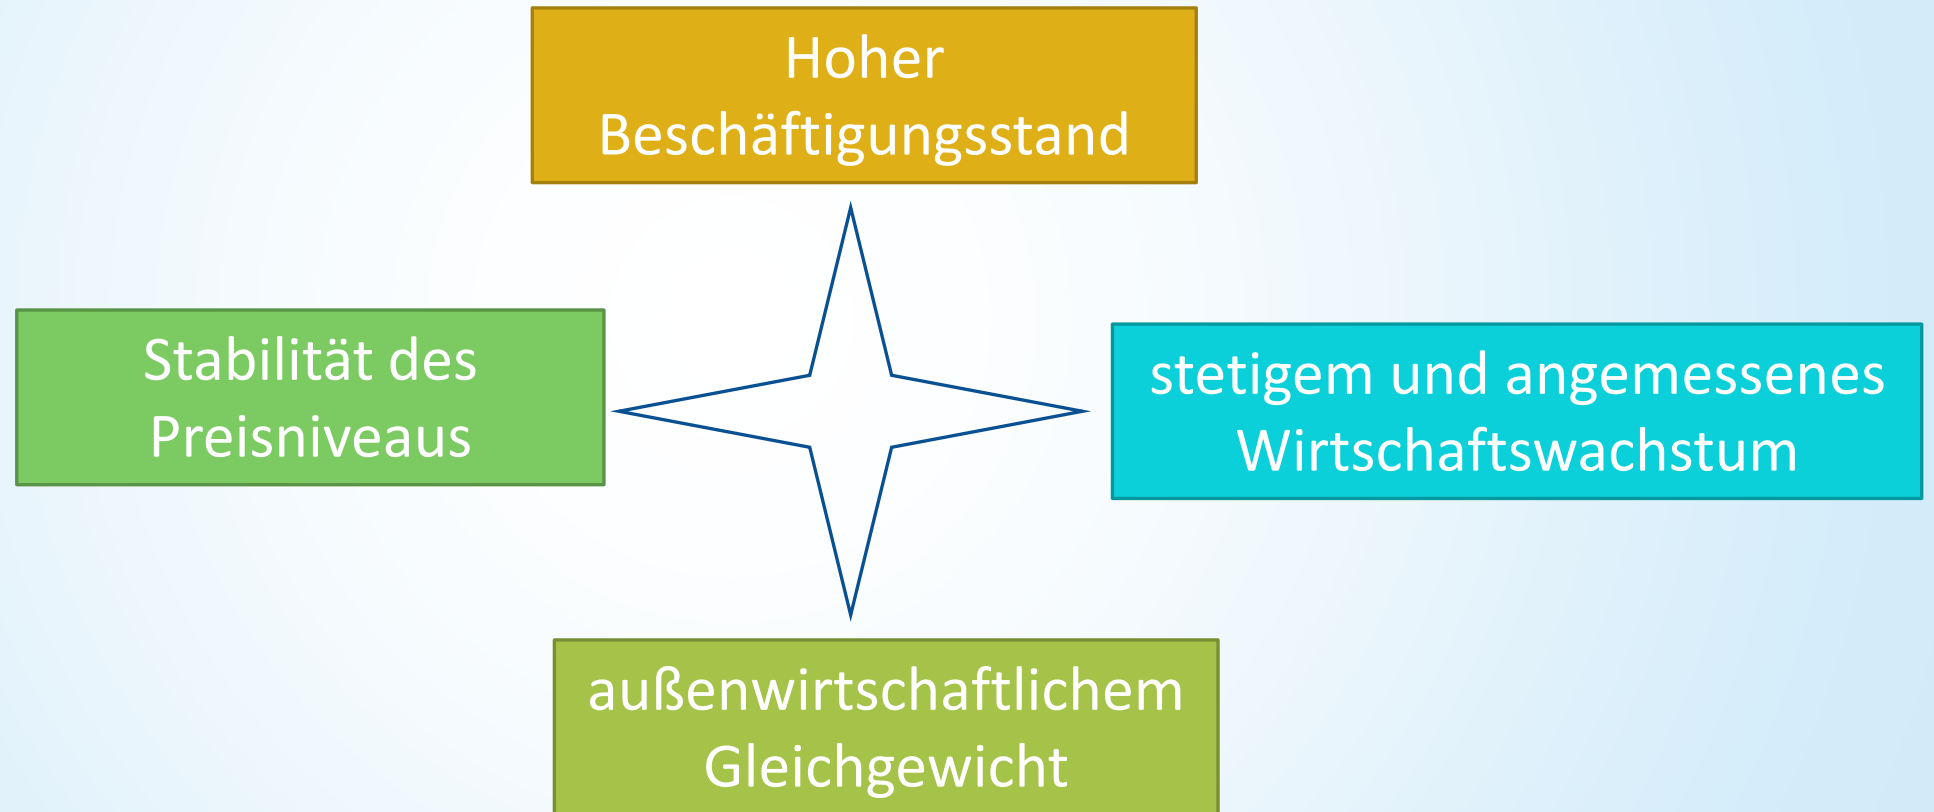 Hoher
Beschäftigungsstand
Stabilität des
Preisniveaus
stetigem und angemessenes
Wirtschaftswachstum
außenwirtschaftlichem
Gleichgewicht